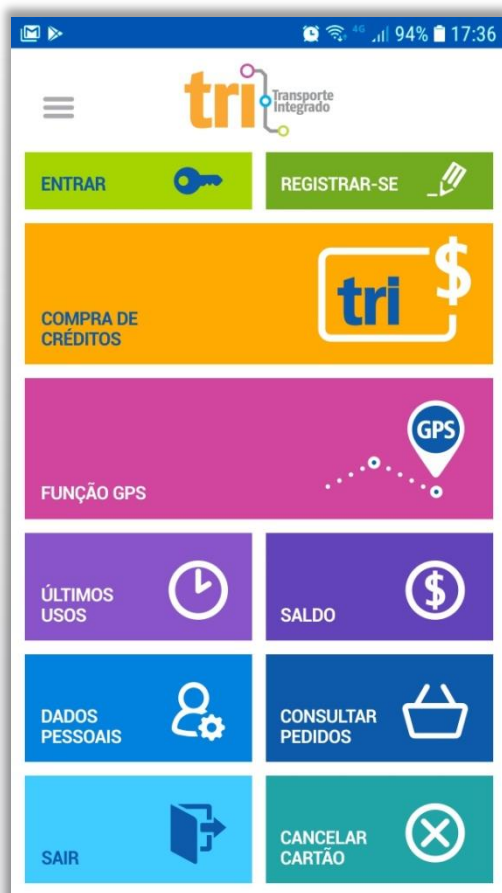 4G 94% 17:36
tri Transporte
Integrado
ENTRAR
REGISTRAR-SE
COMPRA DE
CRÉDITOS
tri $
FUNÇÃO GPS
GPS
ÚLTIMOS
USOS
SALDO
$
DADOS
PESSOAIS
CONSULTAR
PEDIDOS
SAIR
CANCELAR
CARTÃO